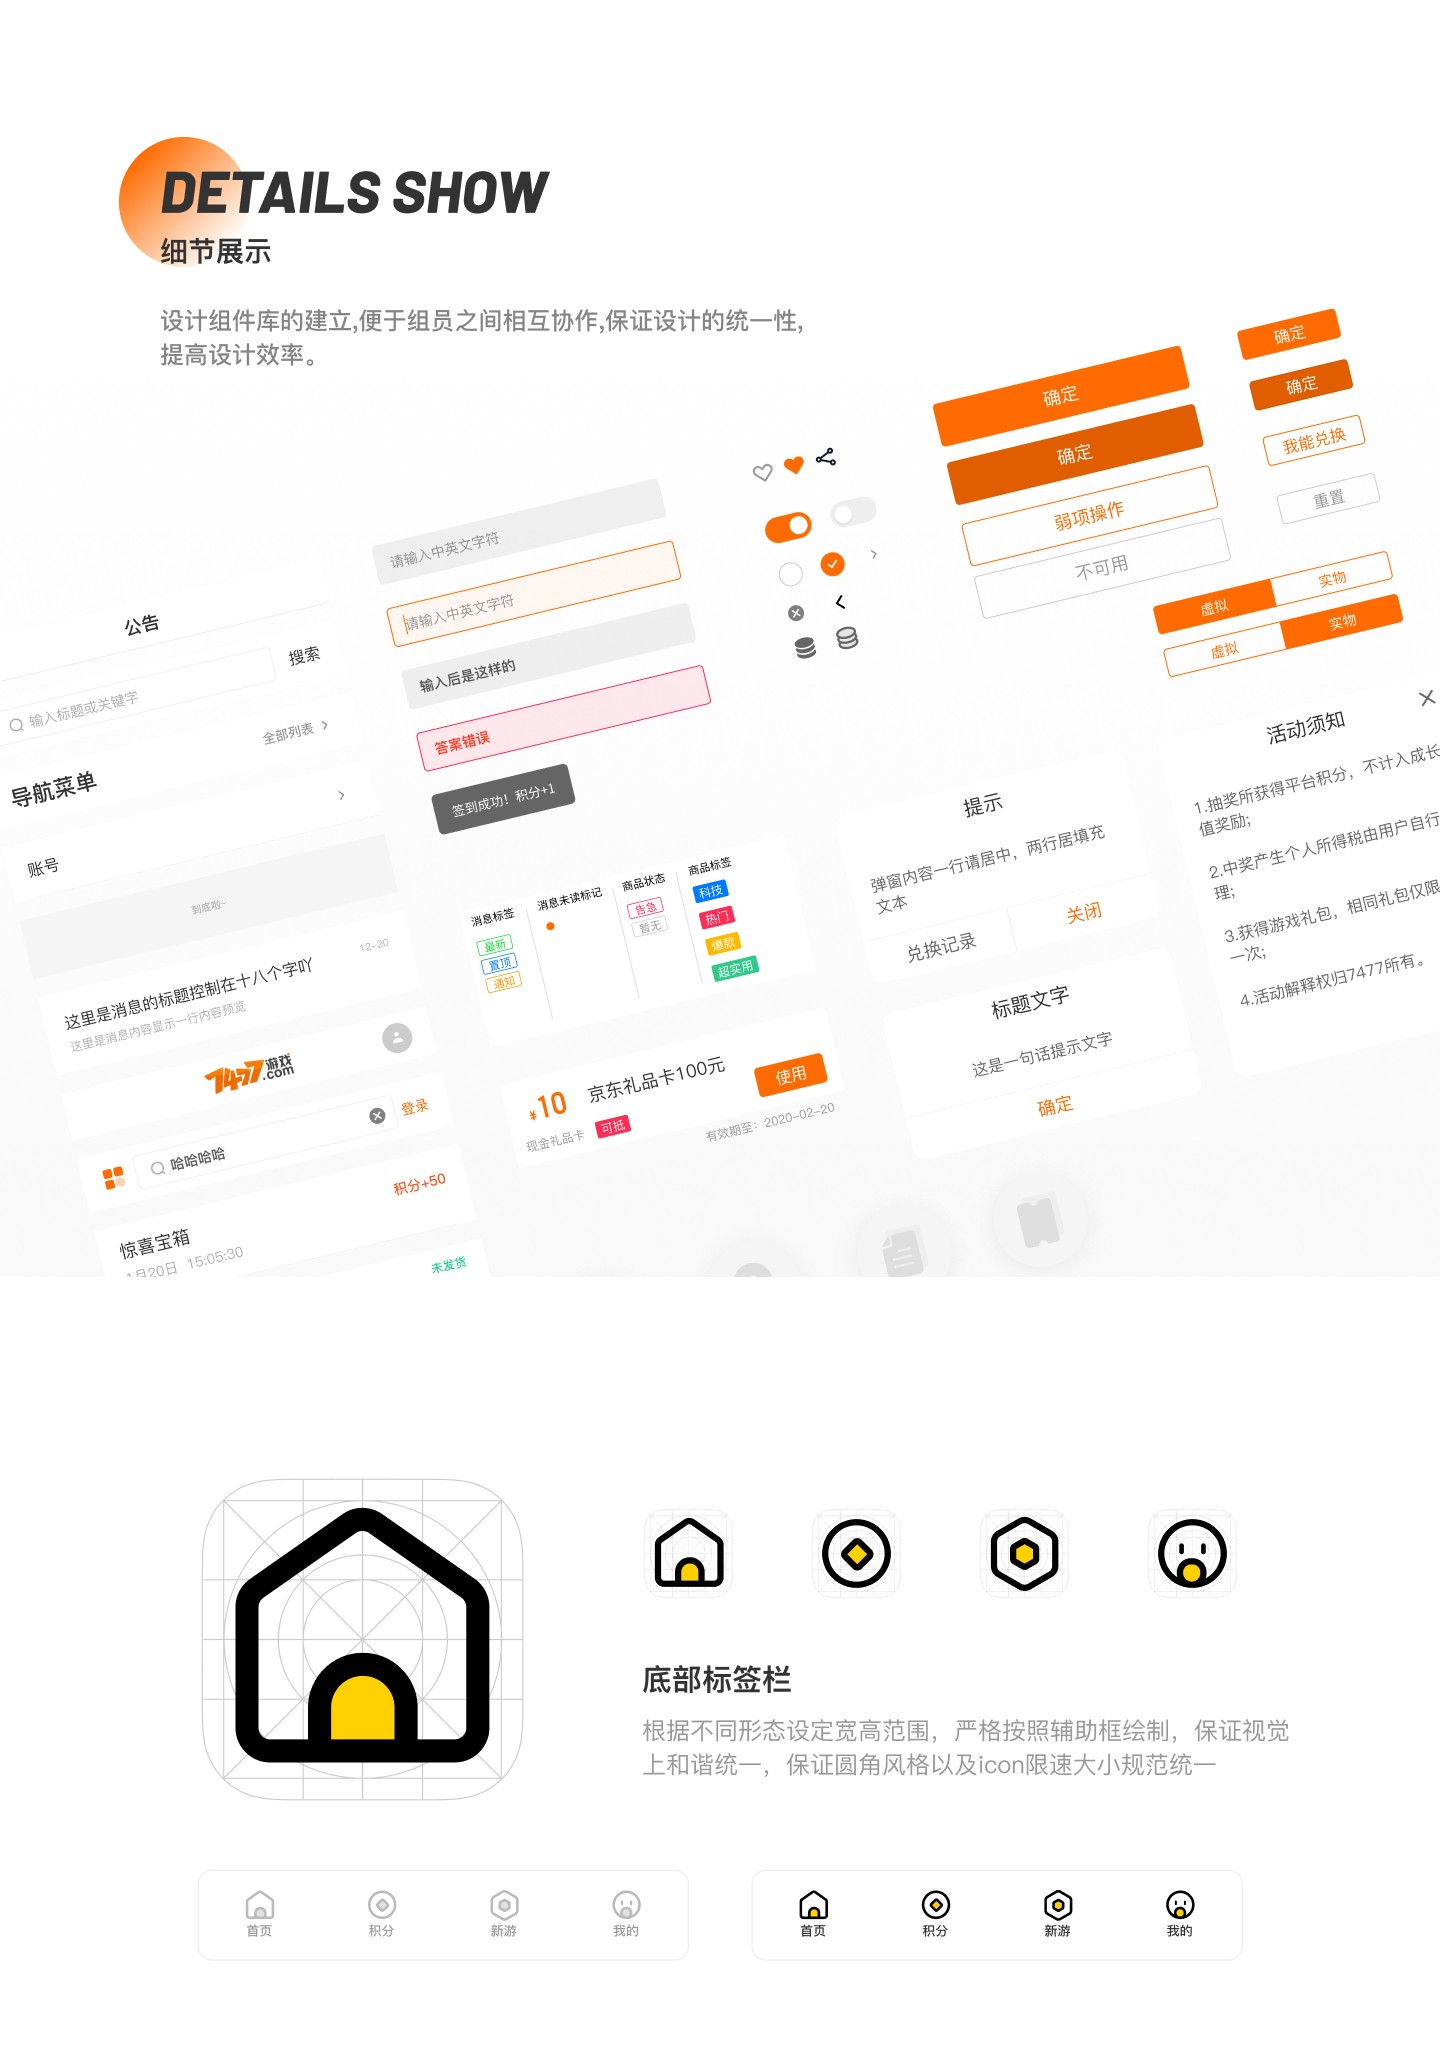 DETAILS SHOW
细节展示
设计组件库的建立,便于组员之间相互协作,保证设计的统一性,
提高设计效率。
公告
输入标题或关键字
搜索
全部列表
导航菜单
账号
到底啦~
12-20
这里是消息的标题控制在十八个字吖
这里是消息内容显示一行内容预览
7477游戏
.com
哈哈哈哈
登录
积分+50
惊喜宝箱
1月20日 15:05:30
未发货
请输入中英文字符
请输入中英文字符
输入后是这样的
答案错误
签到成功！积分+1
消息标签
最新
置顶
通知
消息未读标记
商品状态
告急
暂无
商品标签
科技
热门
爆款
超实用
¥10
京东礼品卡100元
使用
现金礼品卡
可抵
有效期至：2020-02-20
确定
确定
弱项操作
不可用
确定
确定
我能兑换
重置
虚拟
实物
虚拟
实物
提示
弹窗内容一行请居中，两行居填充
文本
兑换记录
关闭
标题文字
这是一句话提示文字
确定
活动须知
1.抽奖所获得平台积分，不计入成长
值奖励;
2.中奖产生个人所得税由用户自行
理;
3.获得游戏礼包，相同礼包仅限
一次;
4.活动解释权归7477所有。
底部标签栏
根据不同形态设定宽高范围，严格按照辅助框绘制，保证视觉
上和谐统一，保证圆角风格以及icon限速大小规范统一
首页
积分
新游
我的
首页
积分
新游
我的